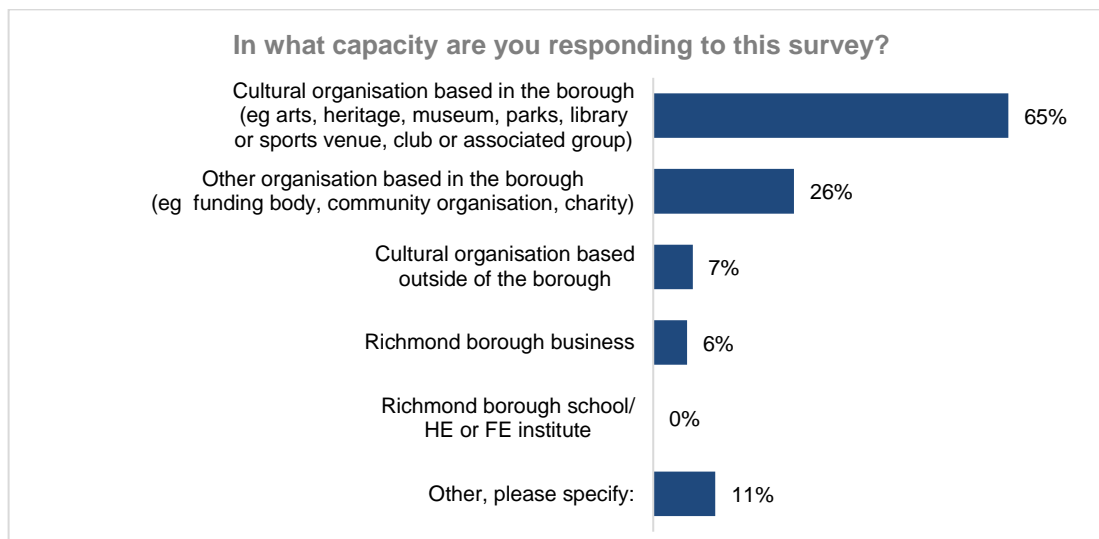 In what capacity are you responding to this survey?
Cultural organisation based in the borough
(eg arts, heritage, museum, parks, library
or sports venue, club or associated group)
65%
Other organisation based in the borough
(eg  funding body, community organisation, charity)
26%
Cultural organisation based
outside of the borough
7%
Richmond borough business
6%
Richmond borough school/
HE or FE institute
0%
Other, please specify:
11%